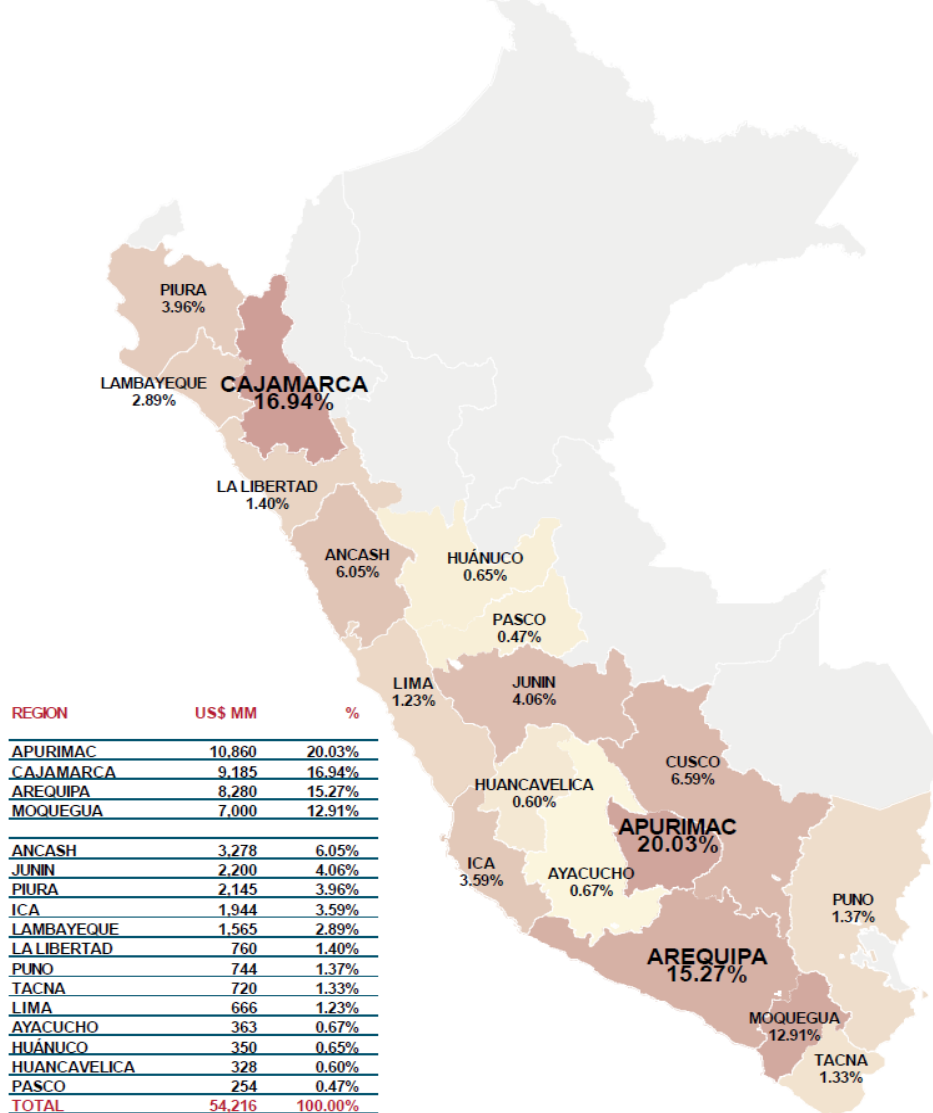 PIURA
3.96%
LAMBAYEQUE
2.89%
CAJAMARCA
16.94%
LA LIBERTAD
1.40%
ANCASH
6.05%
HUÁNUCO
0.65%
PASCO
0.47%
LIMA
1.23%
JUNIN
4.06%
CUSCO
6.59%
HUANCAVELICA
0.60%
APURIMAC
20.03%
ICA
3.59%
AYACUCHO
0.67%
PUNO
1.37%
AREQUIPA
15.27%
MOQUEGUA
12.91%
TACNA
1.33%
REGION US$ MM %
APURIMAC 10,860 20.03%
CAJAMARCA 9,185 16.94%
AREQUIPA 8,280 15.27%
MOQUEGUA 7,000 12.91%
ANCASH 3,278 6.05%
JUNIN 2,200 4.06%
PIURA 2,145 3.96%
ICA 1,944 3.59%
LAMBAYEQUE 1,565 2.89%
LA LIBERTAD 760 1.40%
PUNO 744 1.37%
TACNA 720 1.33%
LIMA 666 1.23%
AYACUCHO 363 0.67%
HUÁNUCO 350 0.65%
HUANCAVELICA 328 0.60%
PASCO 254 0.47%
TOTAL 54,216 100.00%